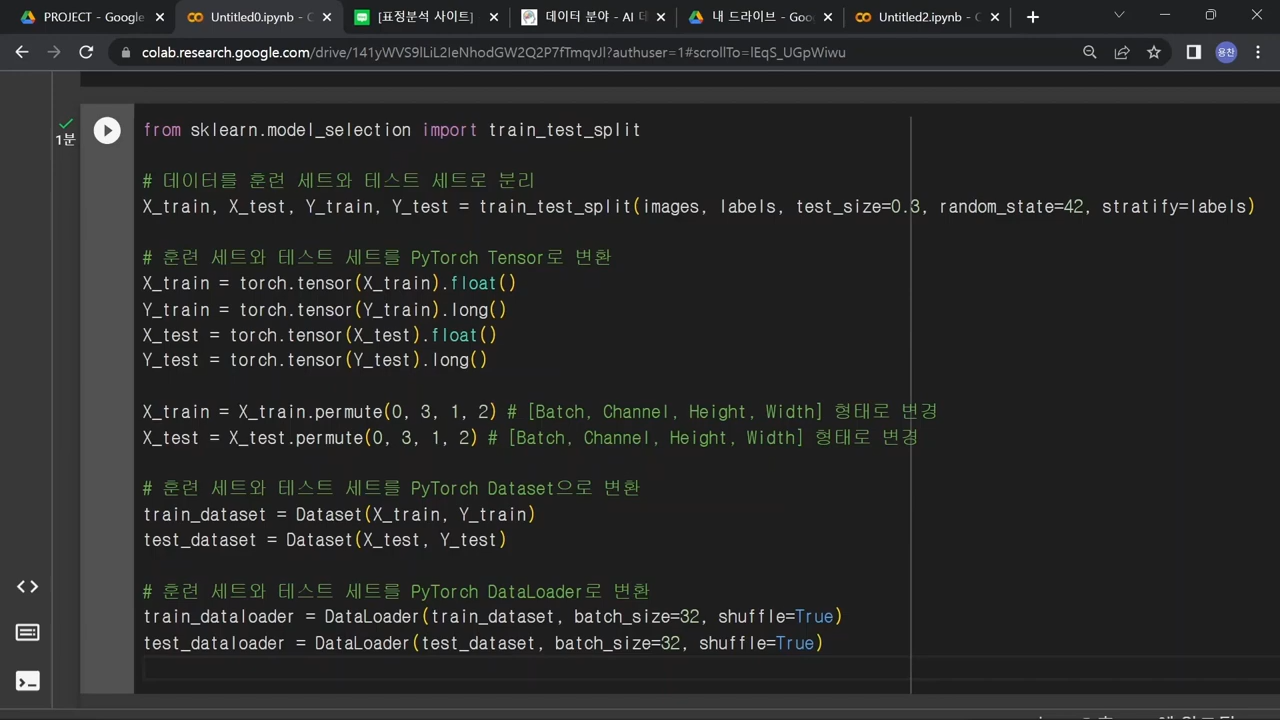 PROJECT - Google
Untitled0.ipynb - C
[표정분석 사이트]
데이터 분야 - AI 데
내 드라이브 - Goo
Untitled2.ipynb - C
colab.research.google.com/drive/141yWVS9lLiL2IeNhodGW2Q2P7fTmqvJl?authuser=1#scrollTo=lEqS_UGpWiwu
용찬
1분
from sklearn.model_selection import train_test_split
# 데이터를 훈련 세트와 테스트 세트로 분리
X_train, X_test, Y_train, Y_test = train_test_split(images, labels, test_size=0.3, random_state=42, stratify=labels)
# 훈련 세트와 테스트 세트를 PyTorch Tensor로 변환
X_train = torch.tensor(X_train).float()
Y_train = torch.tensor(Y_train).long()
X_test = torch.tensor(X_test).float()
Y_test = torch.tensor(Y_test).long()
X_train = X_train.permute(0, 3, 1, 2) # [Batch, Channel, Height, Width] 형태로 변경
X_test = X_test.permute(0, 3, 1, 2) # [Batch, Channel, Height, Width] 형태로 변경
# 훈련 세트와 테스트 세트를 PyTorch Dataset으로 변환
train_dataset = Dataset(X_train, Y_train)
test_dataset = Dataset(X_test, Y_test)
# 훈련 세트와 테스트 세트를 PyTorch DataLoader로 변환
train_dataloader = DataLoader(train_dataset, batch_size=32, shuffle=True)
test_dataloader = DataLoader(test_dataset, batch_size=32, shuffle=True)